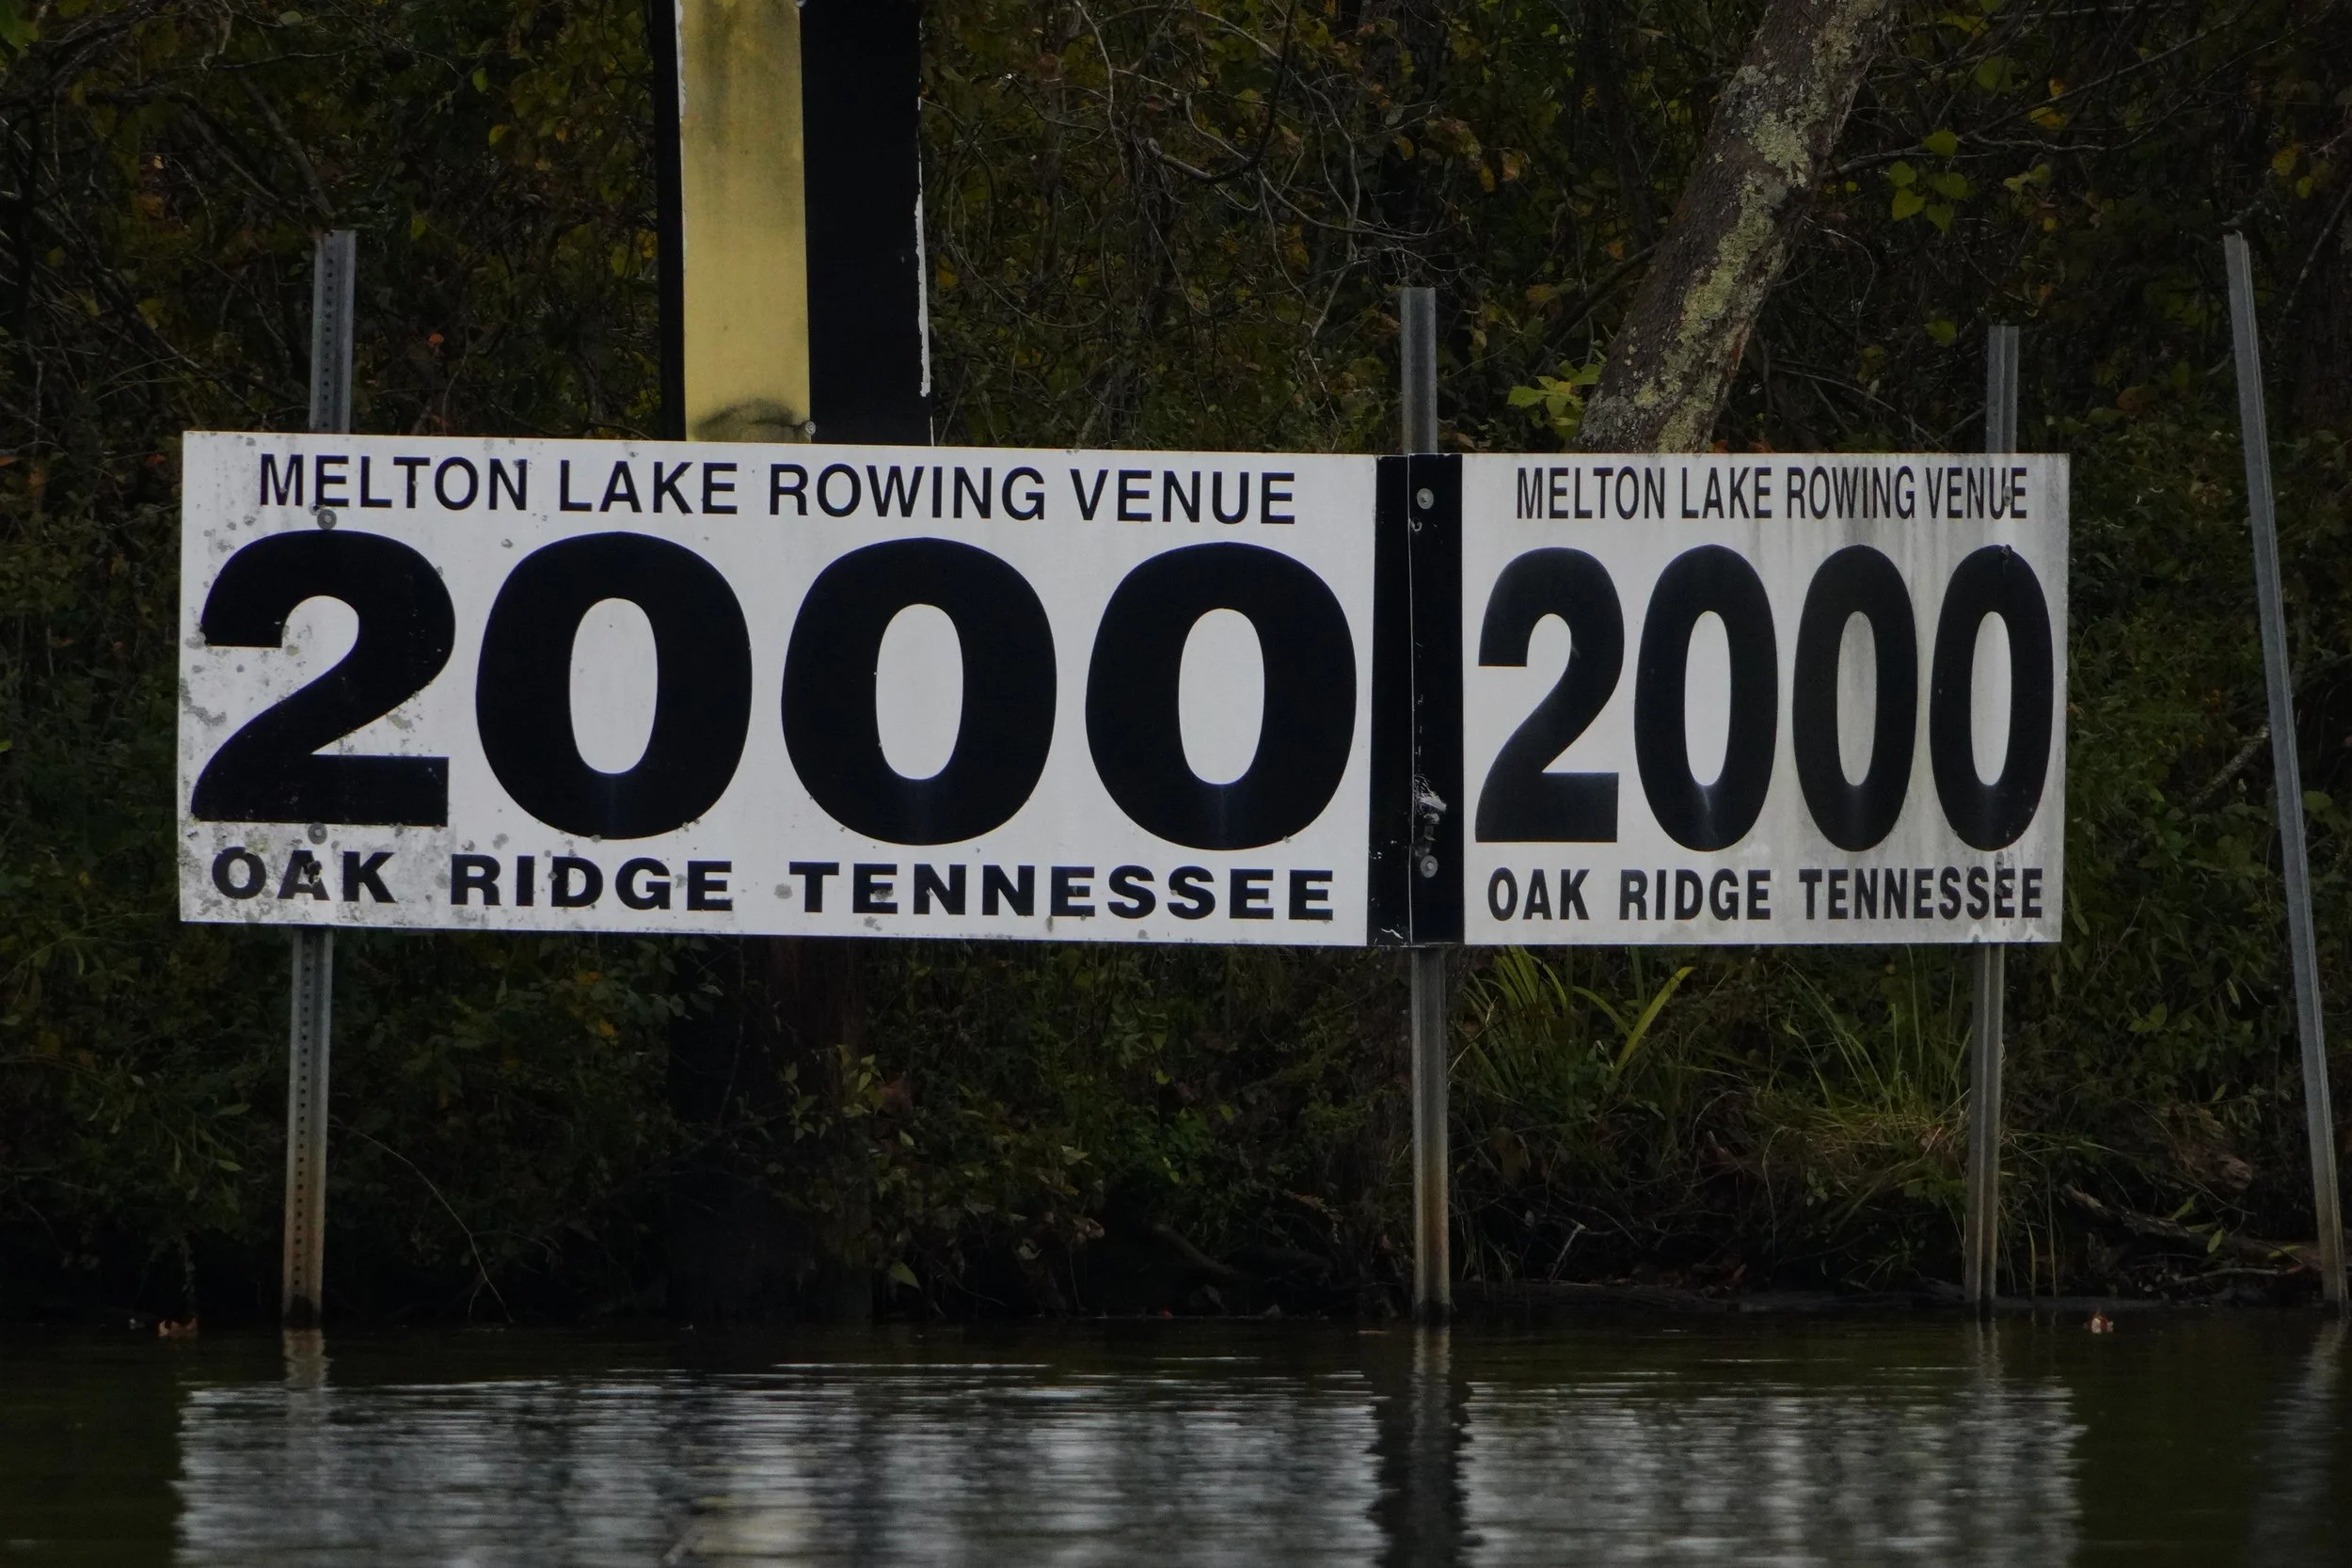 MELTON LAKE ROWING VENUE
2000
OAK RIDGE TENNESSEE
MELTON LAKE ROWING VENUE
2000
OAK RIDGE TENNESSEE